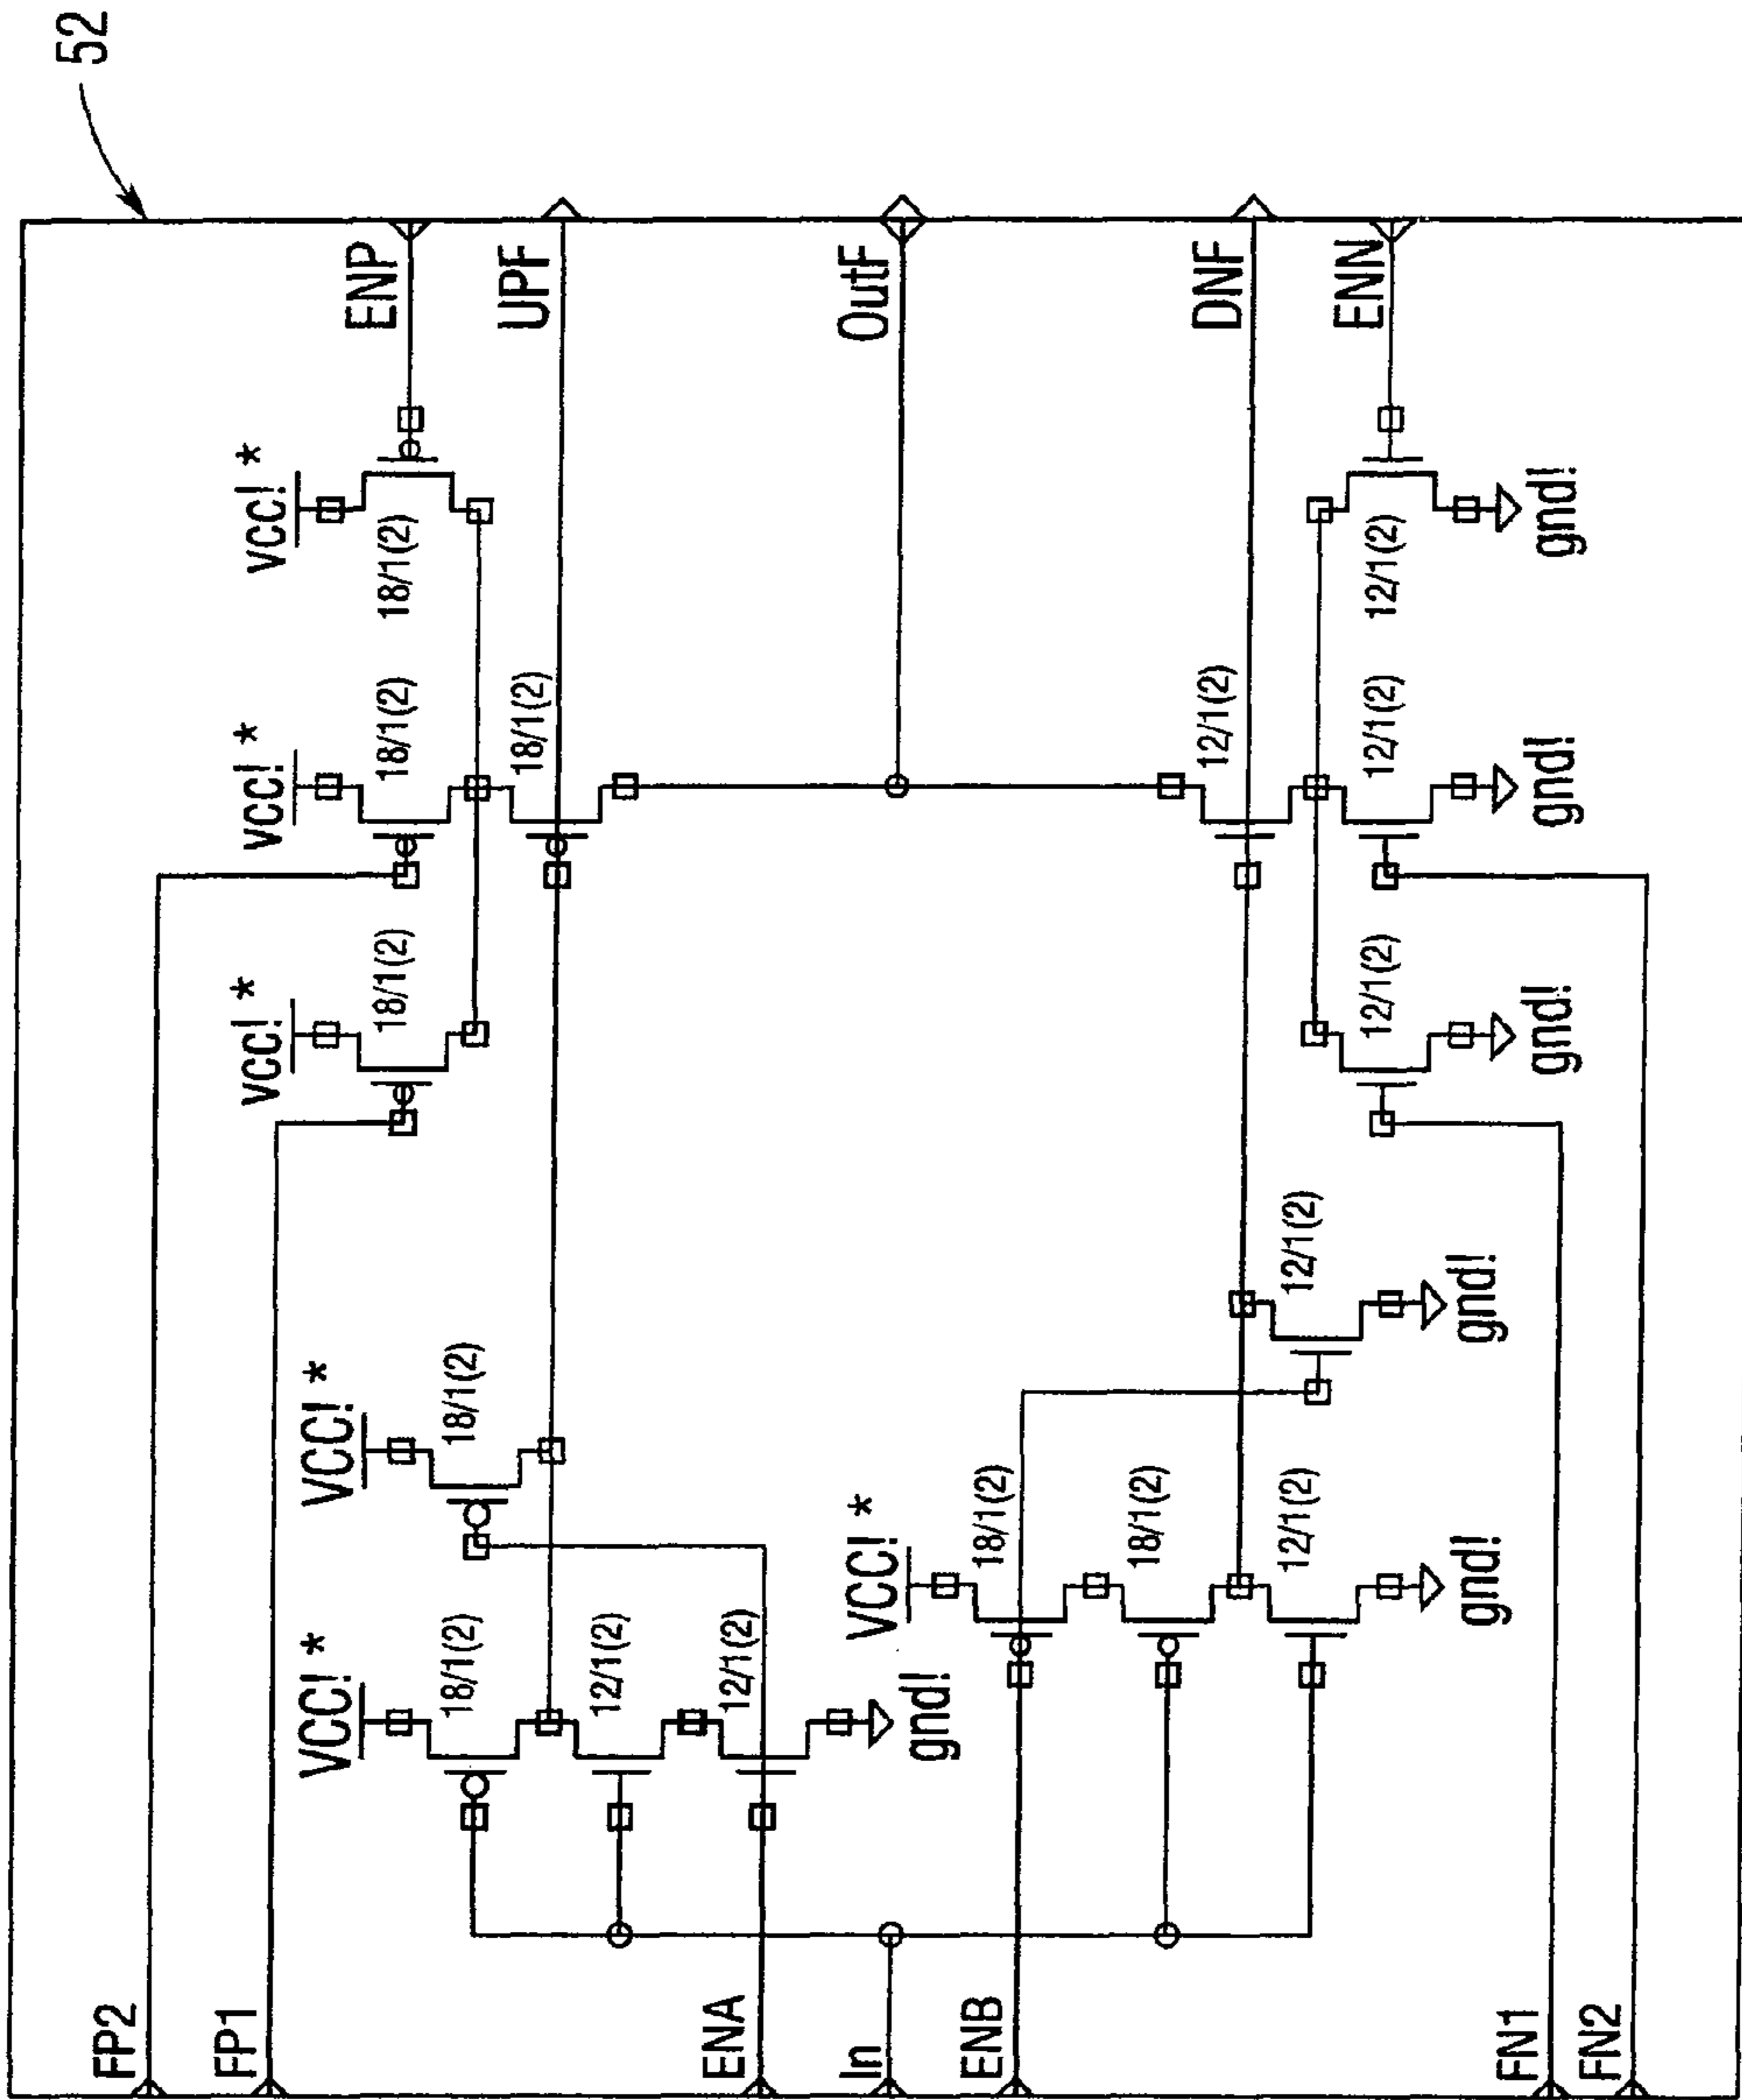 52
FP2
FP1
ENA
In
ENB
FN1
FN2
ENP
UPF
OutF
DNF
ENN
VCC! *
18/1(2)
12/1(2)
12/1(2)
gnd!
VCC! *
18/1(2)
VCC! *
18/1(2)
18/1(2)
12/1(2)
gnd!
12/1(2)
gnd!
vcc! *
18/1(2)
vcc! *
18/1(2)
18/1(2)
vcc! *
18/1(2)
12/1(2)
gnd!
12/1(2)
12/1(2)
gnd!
12/1(2)
gnd!